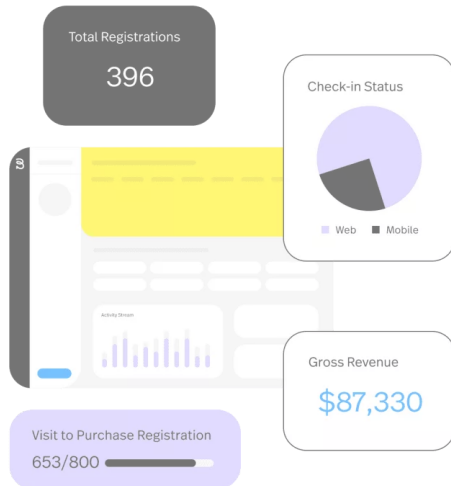 Total Registrations
396
Check-in Status
Web
Mobile
Activity Stream
Gross Revenue
$87,330
Visit to Purchase Registration
653/800